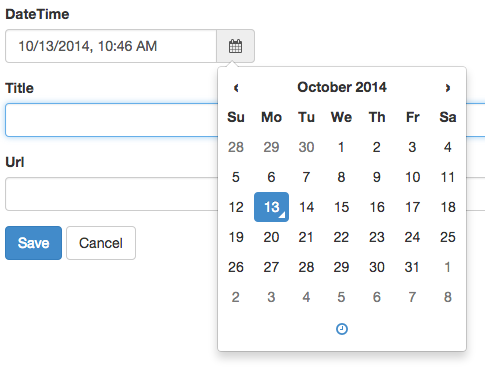 DateTime
10/13/2014, 10:46 AM
‹ October 2014 ›
Su Mo Tu We Th Fr Sa
28 29 30 1 2 3 4
5 6 7 8 9 10 11
12 13 14 15 16 17 18
19 20 21 22 23 24 25
26 27 28 29 30 31 1
2 3 4 5 6 7 8
Title
Url
Save Cancel